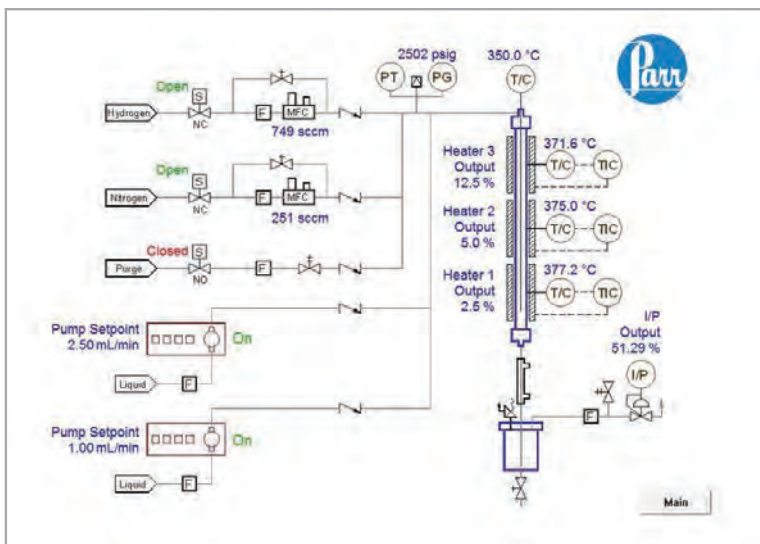 2502 psig
350.0 °C
PT
PG
T/C
Parr
Open
S
Hydrogen
NC
F
MFC
749 sccm
Heater 3
Output
12.5 %
371.6 °C
T/C
TIC
Open
S
Nitrogen
NC
F
MFC
251 sccm
Heater 2
Output
5.0 %
375.0 °C
T/C
TIC
Closed
S
Purge
NO
F
Heater 1
Output
2.5 %
377.2 °C
T/C
TIC
Pump Setpoint
2.50 mL/min
On
Liquid
F
I/P
Output
51.29 %
I/P
F
Pump Setpoint
1.00 mL/min
On
Liquid
F
Main